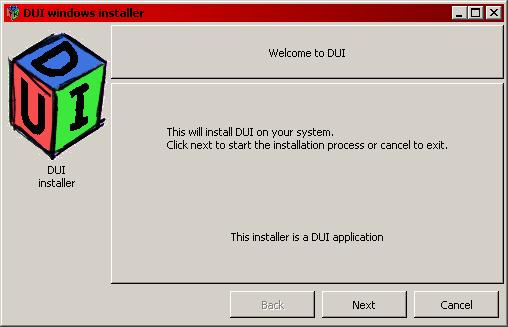 DUI windows installer
Welcome to DUI
D
U I
DUI
installer
This will install DUI on your system.
Click next to start the installation process or cancel to exit.
This installer is a DUI application
Back Next Cancel